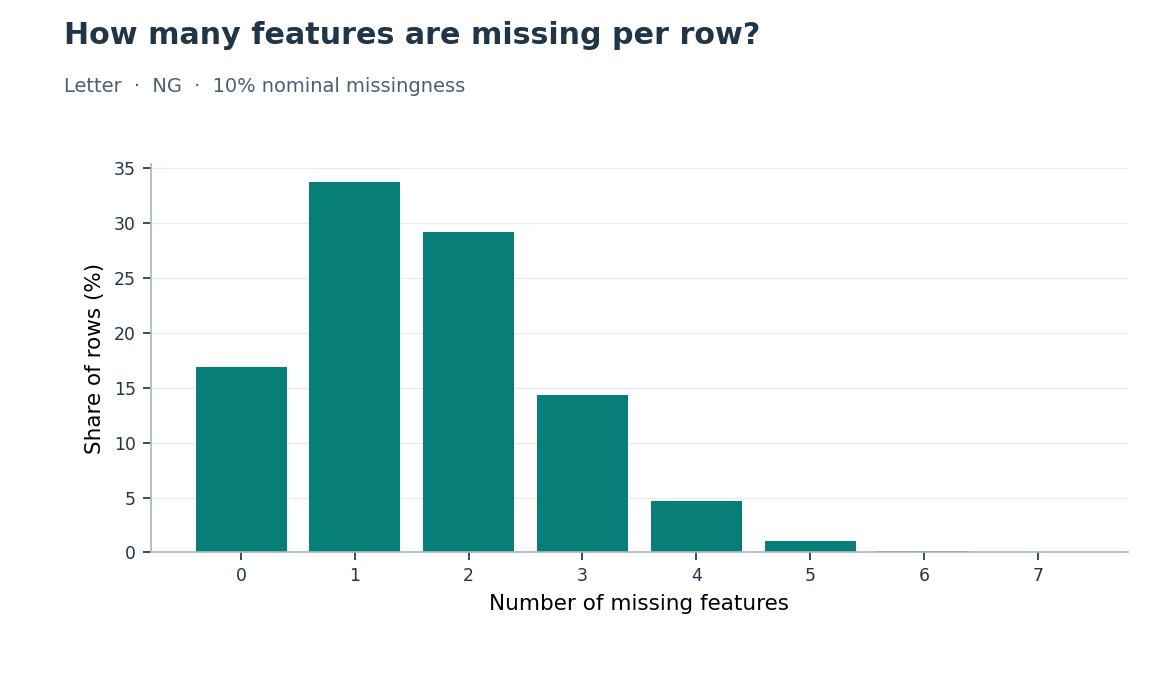 How many features are missing per row?
Letter · NG · 10% nominal missingness
35
30
25
20
15
10
5
0
Share of rows (%)
0 1 2 3 4 5 6 7
Number of missing features